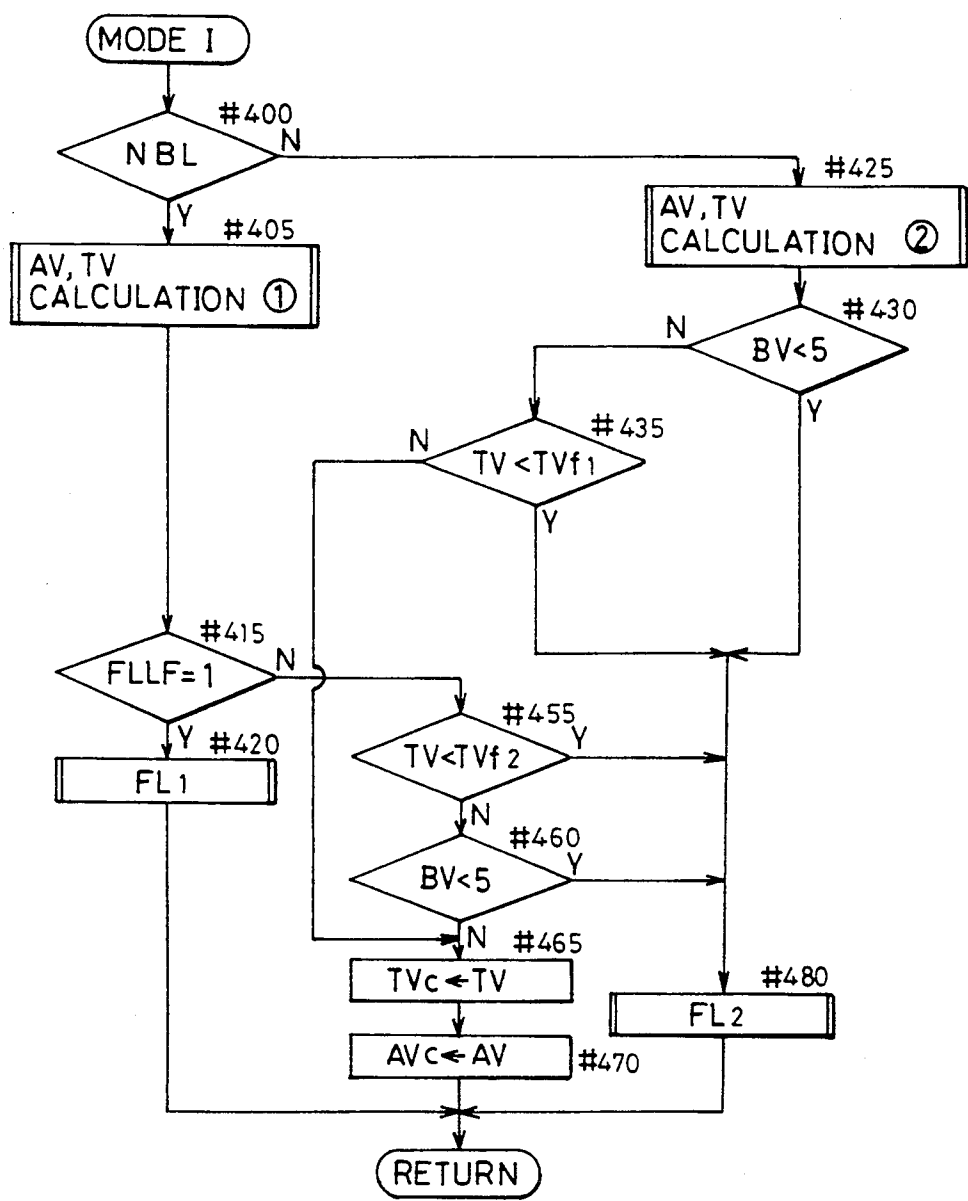 MODE I
#400
NBL
N
Y
#425
AV, TV
CALCULATION ②
#405
AV, TV
CALCULATION ①
#430
BV<5
N
Y
#435
TV<TVf1
N
Y
#415
FLLF=1
N
Y
#420
FL1
#455
TV<TVf2
Y
N
#460
BV<5
Y
N
#465
TVc←TV
#480
FL2
AVc←AV
#470
RETURN